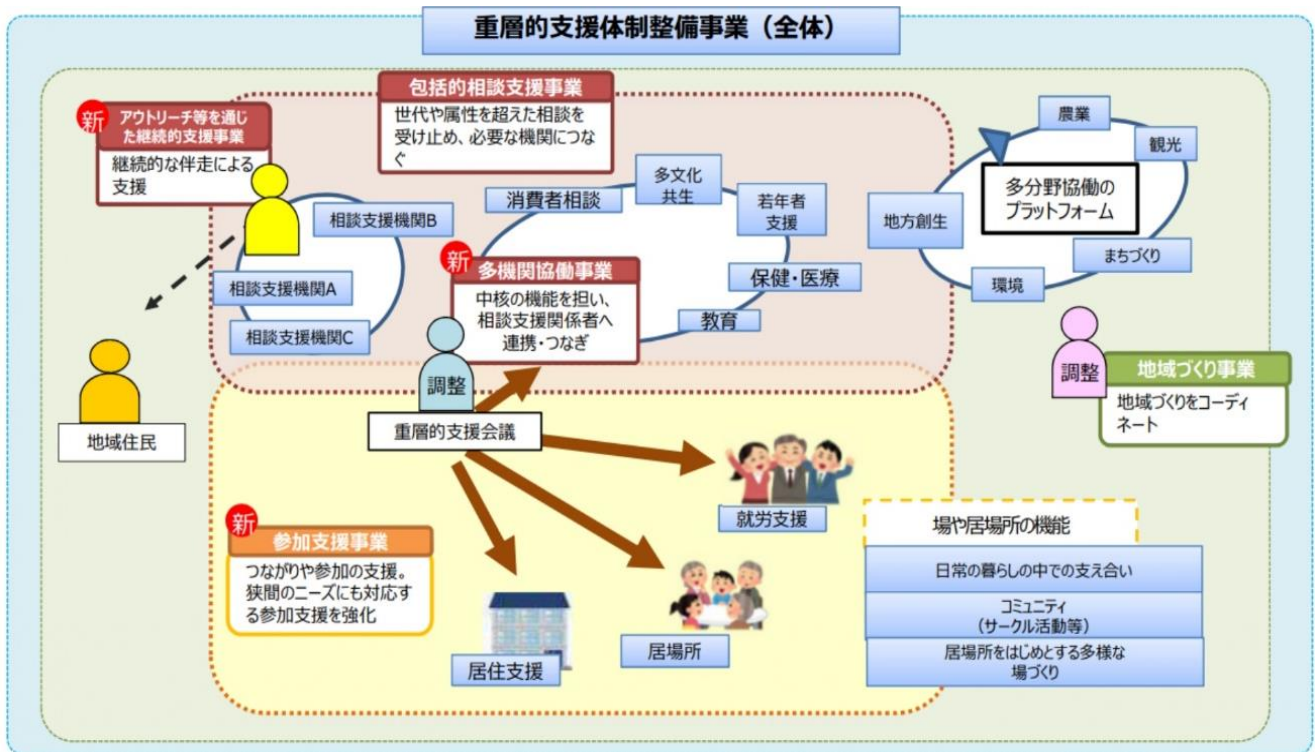 重層的支援体制整備事業（全体）
新
アウトリーチ等を通じ
た継続的支援事業
継続的な伴走による
支援
包括的相談支援事業
世代や属性を超えた相談を
受け止め、必要な機関につな
ぐ
相談支援機関B
相談支援機関A
相談支援機関C
消費者相談
多文化
共生
若年者
支援
保健・医療
教育
新
多機関協働事業
中核の機能を担い、
相談支援関係者へ
連携・つなぎ
調整
重層的支援会議
農業
観光
多分野協働の
プラットフォーム
地方創生
まちづくり
環境
調整
地域づくり事業
地域づくりをコーディ
ネート
地域住民
新
参加支援事業
つながりや参加の支援。
狭間のニーズにも対応す
る参加支援を強化
就労支援
居場所
居住支援
場や居場所の機能
日常の暮らしの中での支え合い
コミュニティ
（サークル活動等）
居場所をはじめとする多様な
場づくり